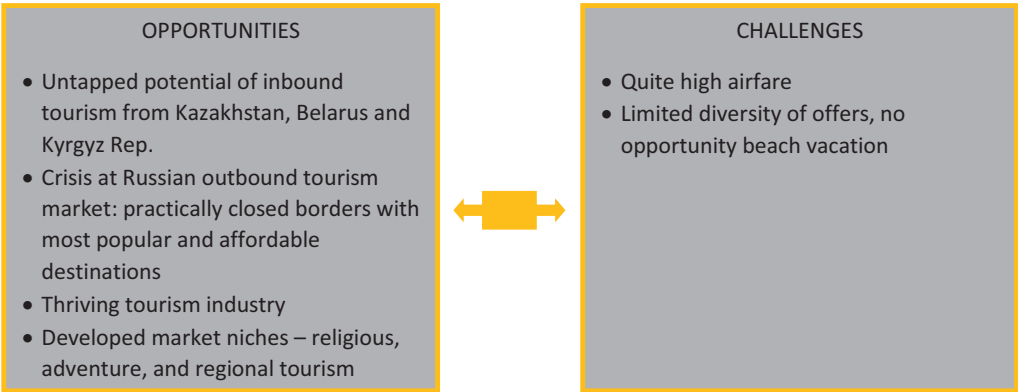 OPPORTUNITIES
• Untapped potential of inbound
tourism from Kazakhstan, Belarus and
Kyrgyz Rep.
• Crisis at Russian outbound tourism
market: practically closed borders with
most popular and affordable
destinations
• Thriving tourism industry
• Developed market niches – religious,
adventure, and regional tourism
CHALLENGES
• Quite high airfare
• Limited diversity of offers, no
opportunity beach vacation